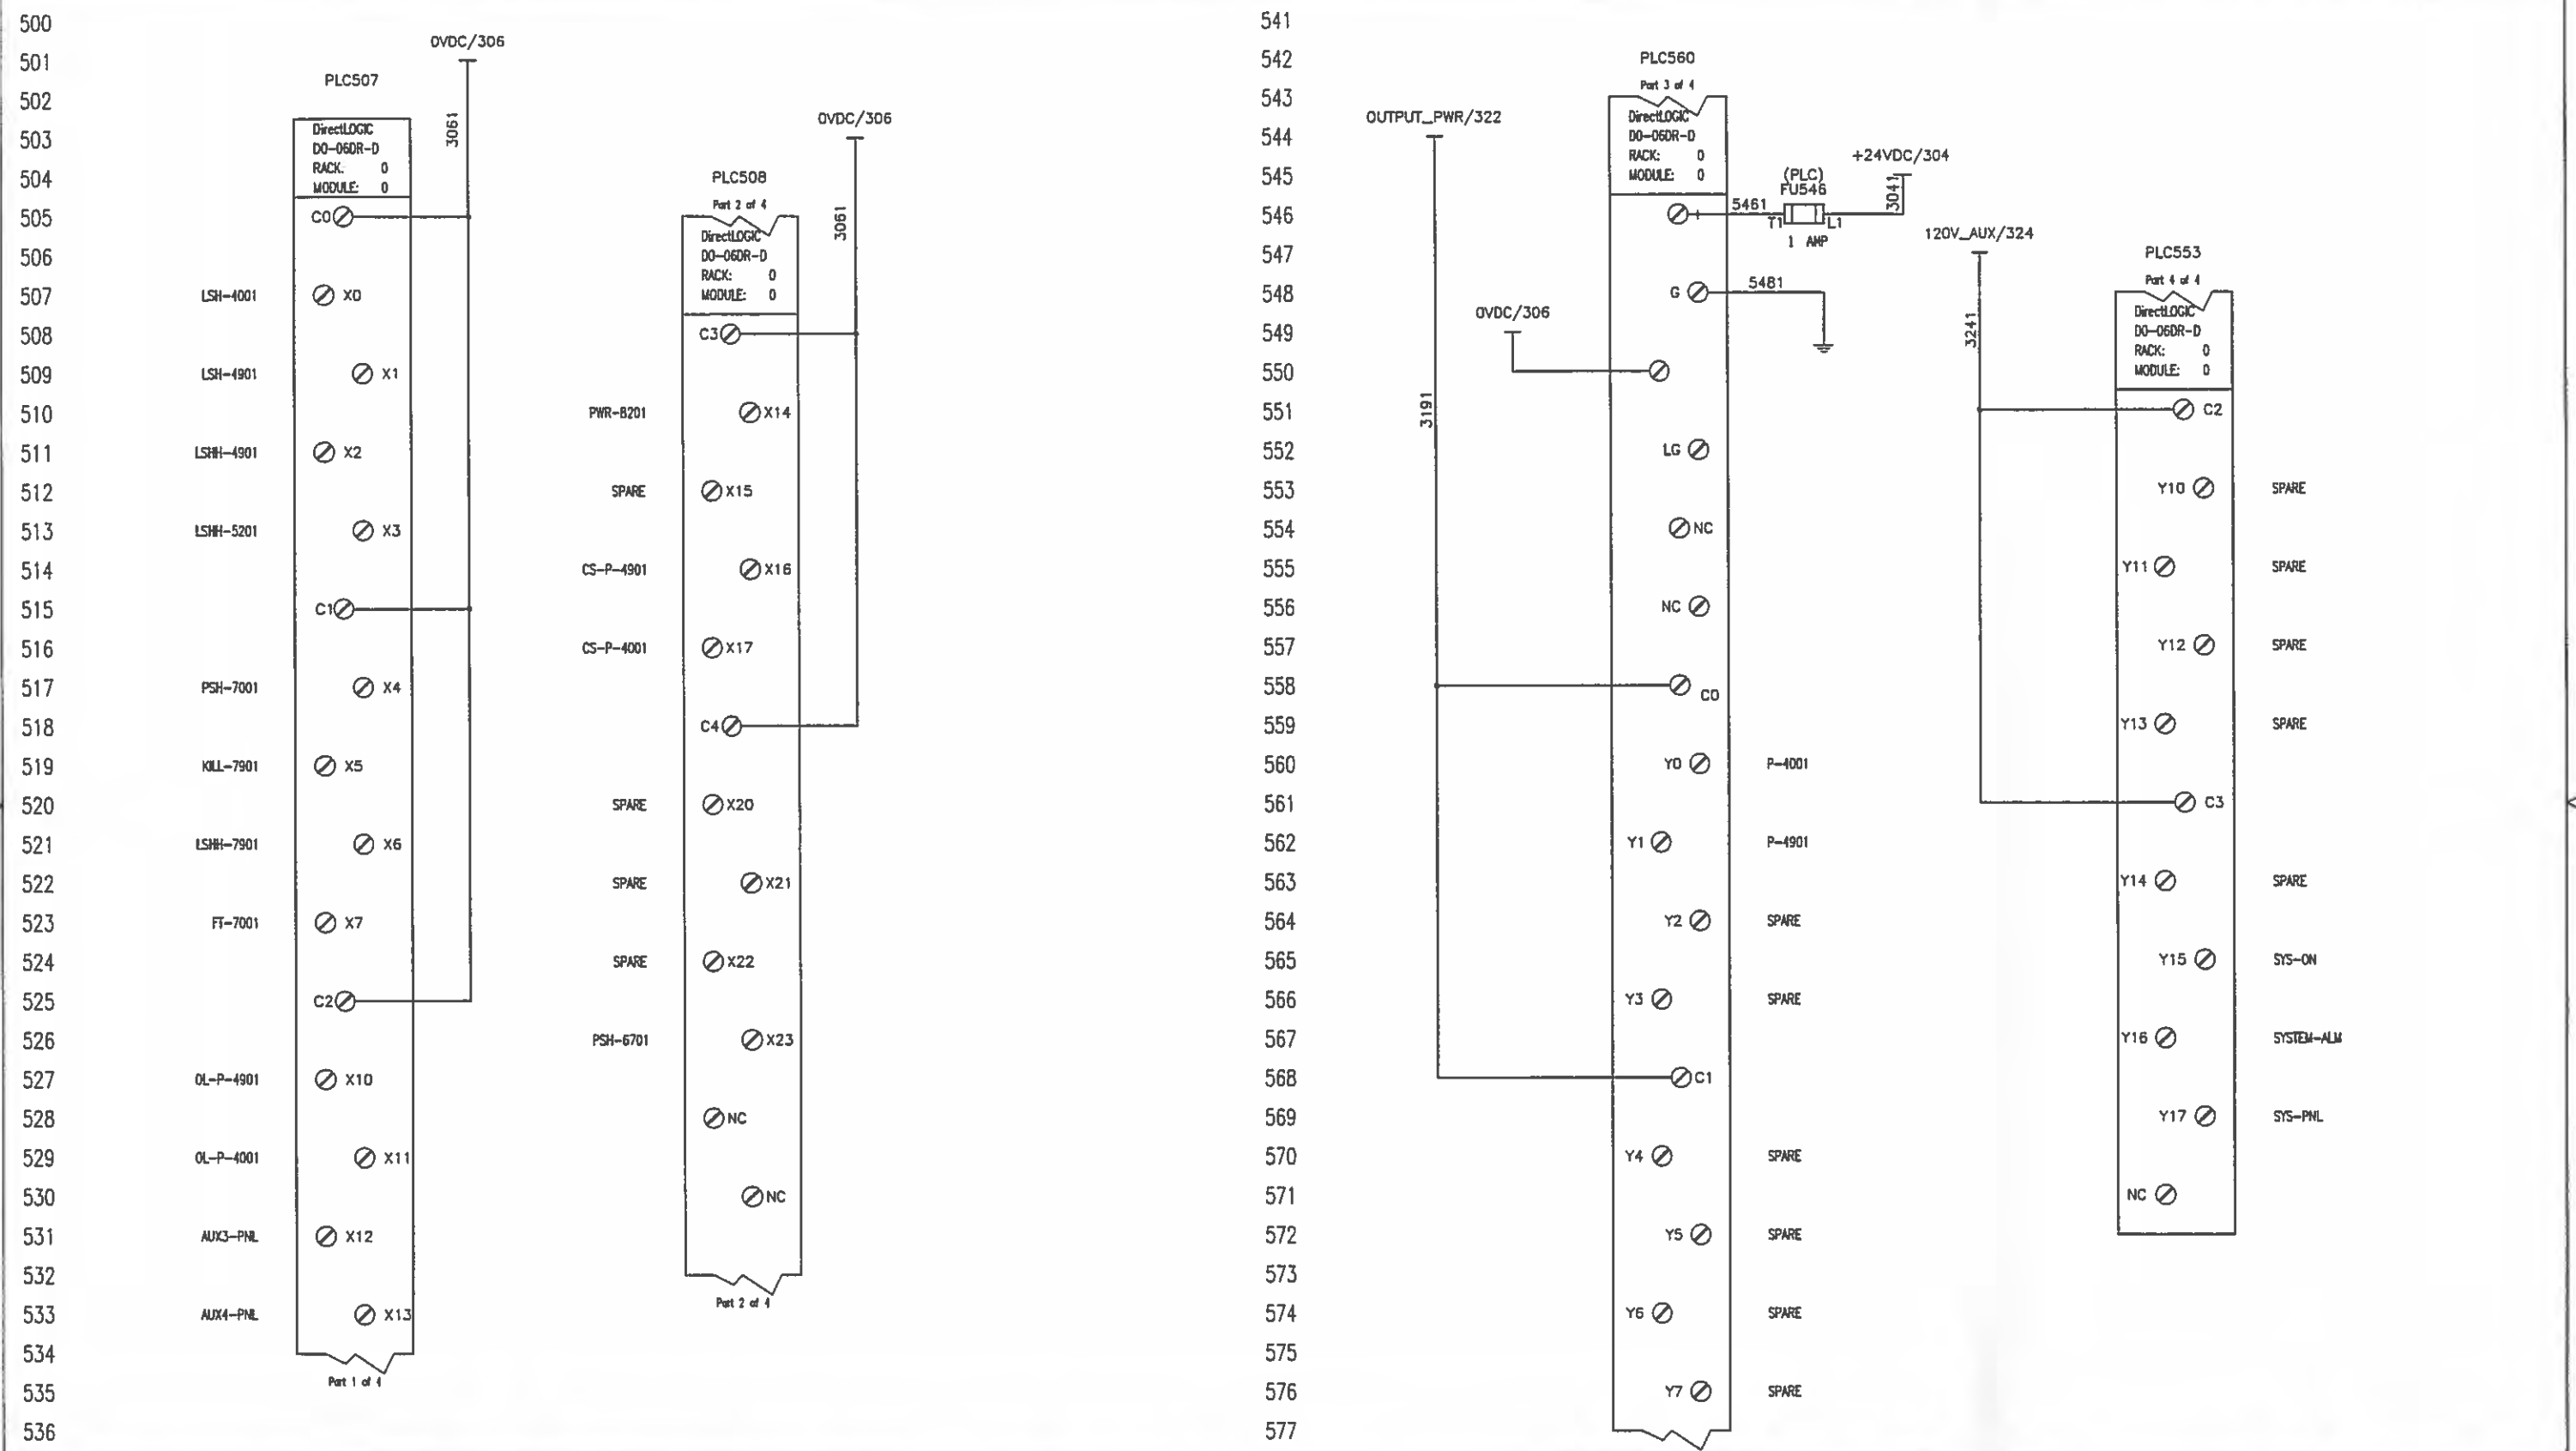 500
501
502
503
504
505
506
507
508
509
510
511
512
513
514
515
516
517
518
519
520
521
522
523
524
525
526
527
528
529
530
531
532
533
534
535
536
0VDC/306
3061
PLC507
DirectLOGIC
D0-06DR-D
RACK: 0
MODULE: 0
C0
LSH-4001 X0
LSH-4901 X1
LSHH-4901 X2
LSHH-5201 X3
C1
PSH-7001 X4
KILL-7901 X5
LSHH-7901 X6
FT-7001 X7
C2
OL-P-4901 X10
OL-P-4001 X11
AUX3-PNL X12
AUX4-PNL X13
Part 1 of 4
0VDC/306
3061
PLC508
Part 2 of 4
DirectLOGIC
D0-06DR-D
RACK: 0
MODULE: 0
C3
PWR-8201 X14
SPARE X15
CS-P-4901 X16
CS-P-4001 X17
C4
SPARE X20
SPARE X21
SPARE X22
PSH-6701 X23
NC
NC
Part 2 of 4
541
542
543
544
545
546
547
548
549
550
551
552
553
554
555
556
557
558
559
560
561
562
563
564
565
566
567
568
569
570
571
572
573
574
575
576
577
OUTPUT_PWR/322
3191
0VDC/306
PLC560
Part 3 of 4
DirectLOGIC
D0-06DR-D
RACK: 0
MODULE: 0
+ 5461
(PLC)
FU546
T1 L1
1 AMP
+24VDC/304
3041
G 5481
LG
NC
NC
C0
Y0 P-4001
Y1 P-4901
Y2 SPARE
Y3 SPARE
C1
Y4 SPARE
Y5 SPARE
Y6 SPARE
Y7 SPARE
120V_AUX/324
3241
PLC553
Part 4 of 4
DirectLOGIC
D0-06DR-D
RACK: 0
MODULE: 0
C2
Y10 SPARE
Y11 SPARE
Y12 SPARE
Y13 SPARE
C3
Y14 SPARE
Y15 SYS-ON
Y16 SYSTEM-ALM
Y17 SYS-PNL
NC